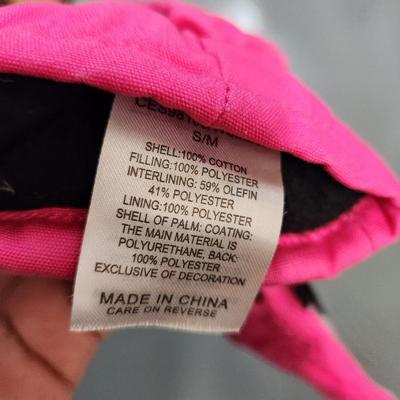 S/M
SHELL:100% COTTON
FILLING:100% POLYESTER
INTERLINING: 59% OLEFIN
41% POLYESTER
LINING:100% POLYESTER
SHELL OF PALM: COATING:
THE MAIN MATERIAL IS
POLYURETHANE, BACK:
100% POLYESTER
EXCLUSIVE OF DECORATION
MADE IN CHINA
CARE ON REVERSE